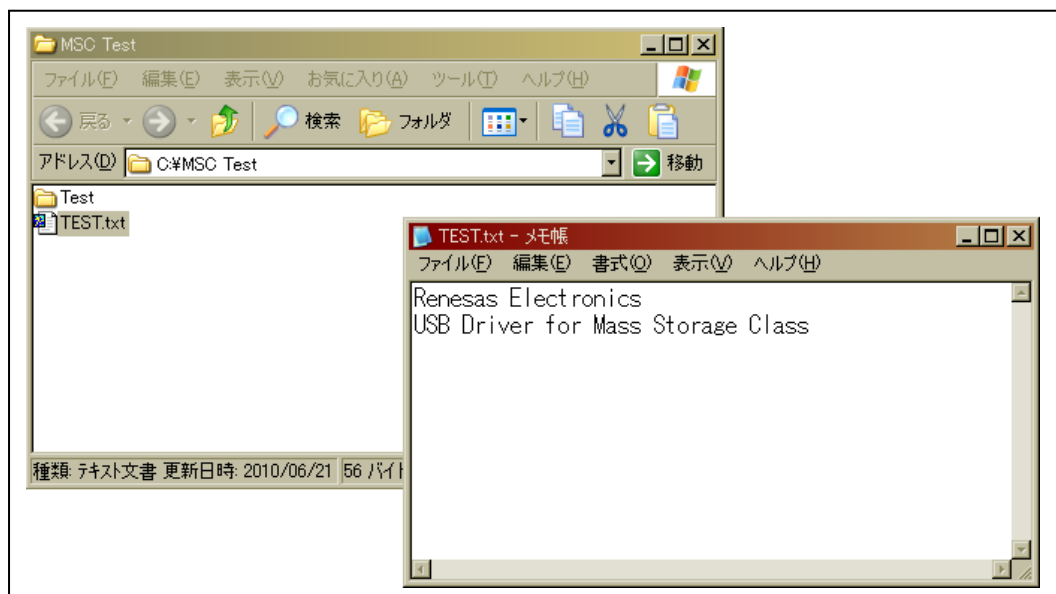 MSC Test
ファイル(F) 編集(E) 表示(V) お気に入り(A) ツール(T) ヘルプ(H)
戻る 検索 フォルダ
アドレス(D) C:¥MSC Test 移動
Test
TEST.txt
種類: テキスト文書 更新日時: 2010/06/21 56 バイト
TEST.txt - メモ帳
ファイル(F) 編集(E) 書式(O) 表示(V) ヘルプ(H)
Renesas Electronics
USB Driver for Mass Storage Class